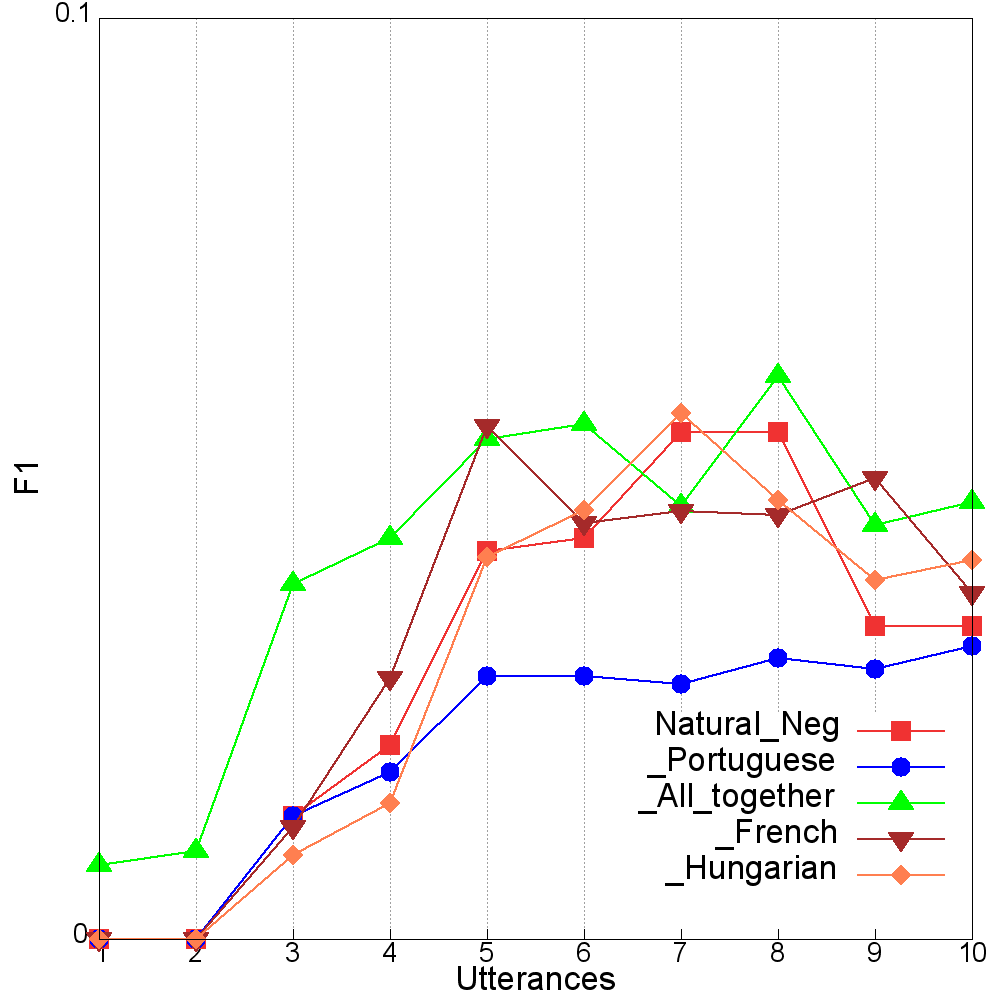 0.1
F1
Natural_Neg
_Portuguese
_All_together
_French
_Hungarian
0
1 2 3 4 5 6 7 8 9 10
Utterances